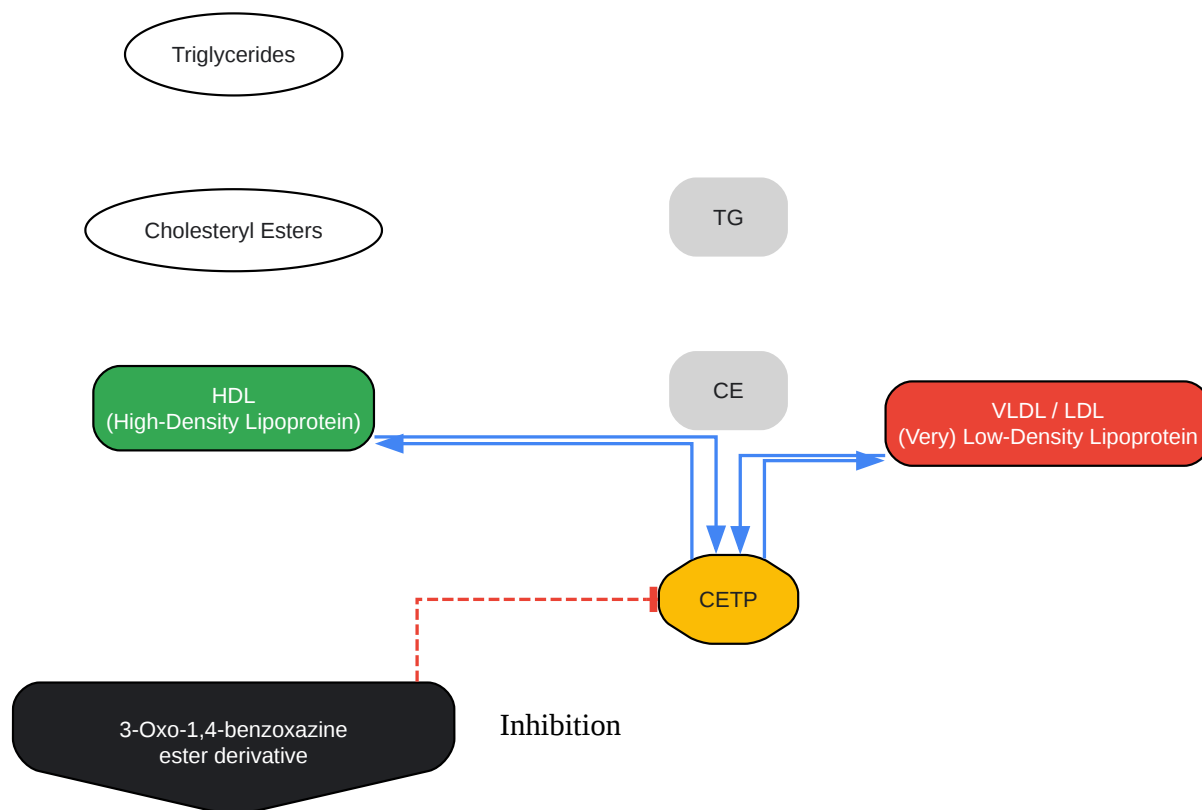 Triglycerides
Cholesteryl Esters
TG
HDL
(High-Density Lipoprotein)
CE
VLDL / LDL
(Very) Low-Density Lipoprotein
CETP
3-Oxo-1,4-benzoxazine
ester derivative
Inhibition